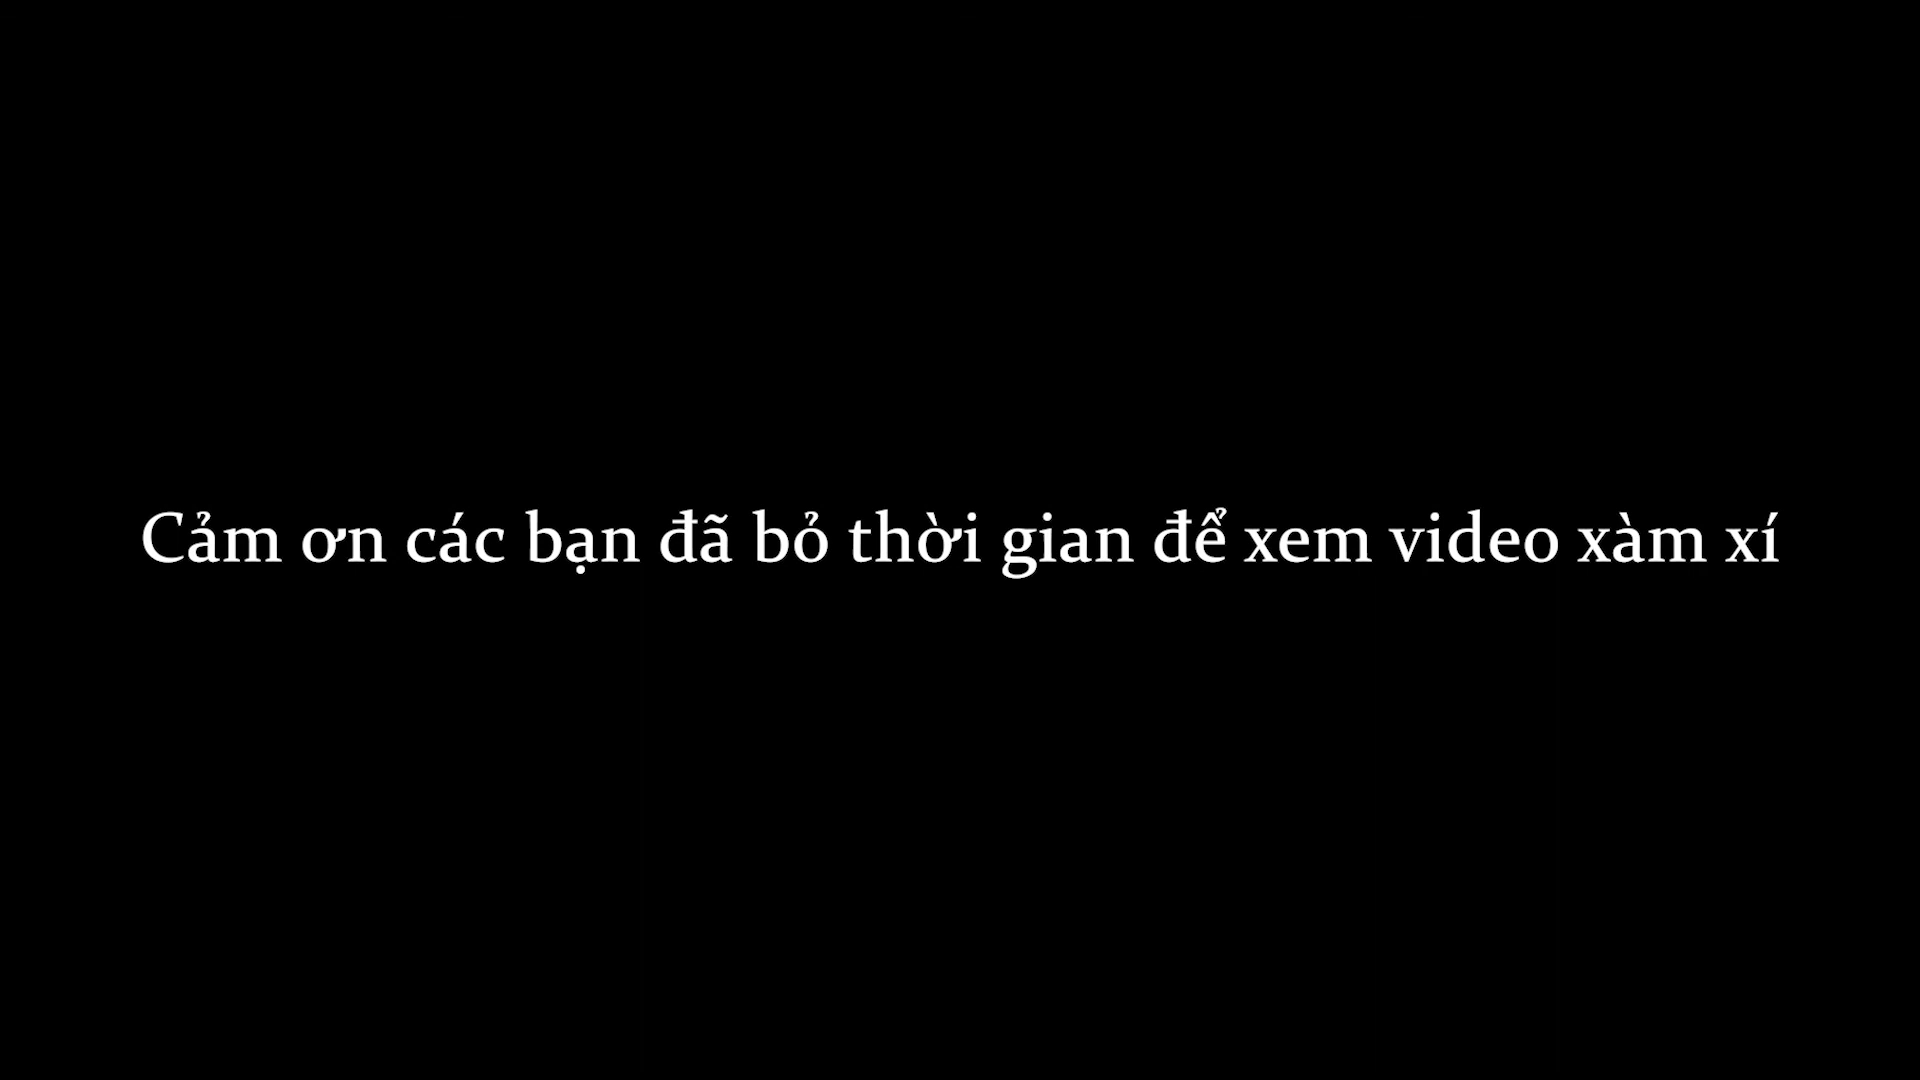 Cảm ơn các bạn đã bỏ thời gian để xem video xàm xí